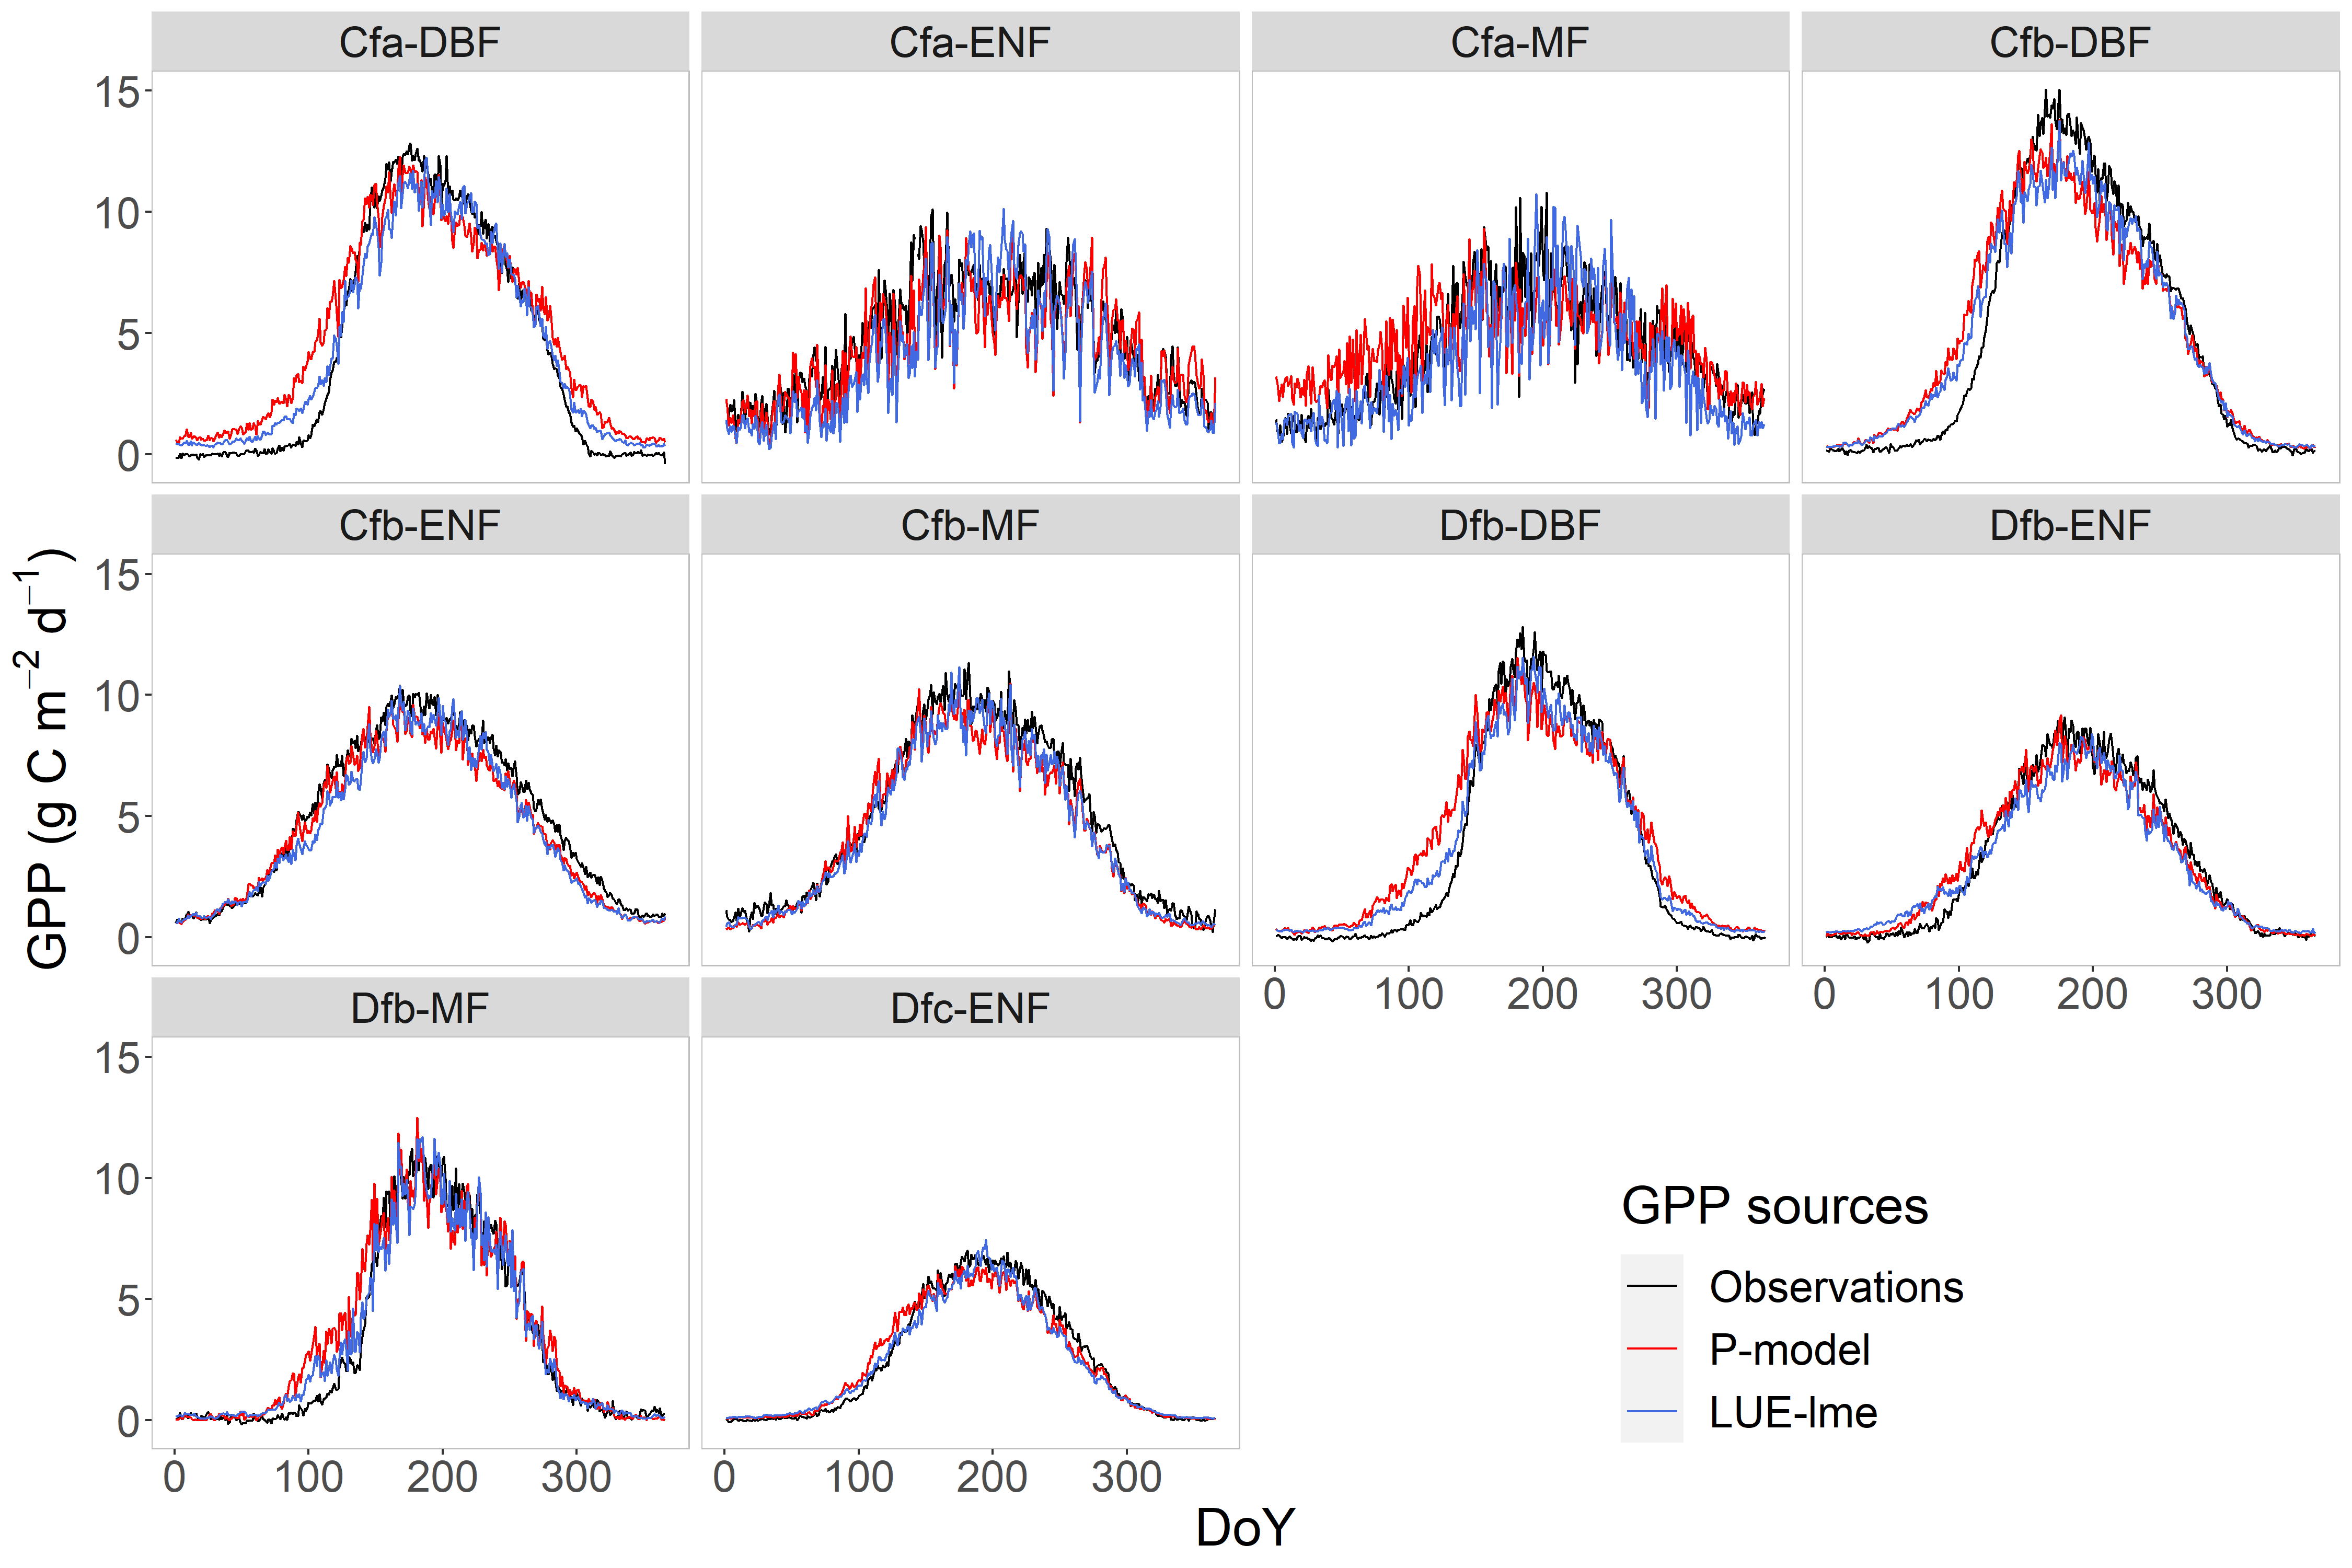 Cfa-DBF Cfa-ENF Cfa-MF Cfb-DBF
15
10
5
0
Cfb-ENF Cfb-MF Dfb-DBF Dfb-ENF
15
10
5
0
0 100 200 300 0 100 200 300
Dfb-MF Dfc-ENF
15
10
5
0
0 100 200 300 0 100 200 300
GPP (g C m⁻² d⁻¹)
DoY
GPP sources
Observations
P-model
LUE-lme